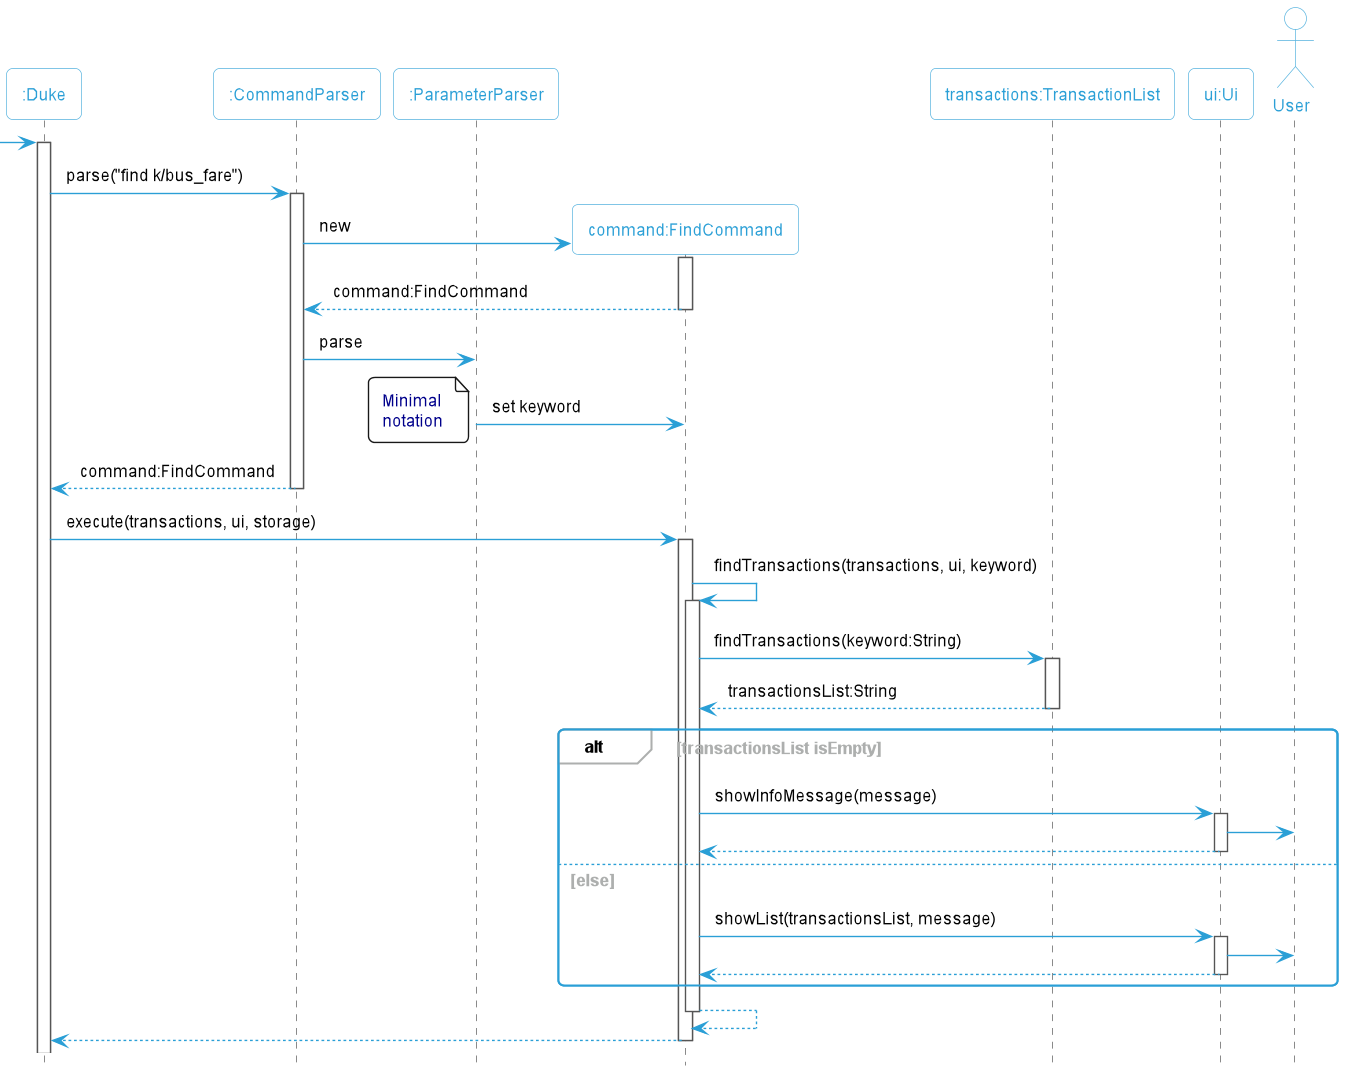 User
:Duke
:CommandParser
:ParameterParser
transactions:TransactionList
ui:Ui
parse("find k/bus_fare")
new
command:FindCommand
command:FindCommand
parse
Minimal
notation
set keyword
command:FindCommand
execute(transactions, ui, storage)
findTransactions(transactions, ui, keyword)
findTransactions(keyword:String)
transactionsList:String
alt
[transactionsList isEmpty]
showInfoMessage(message)
[else]
showList(transactionsList, message)